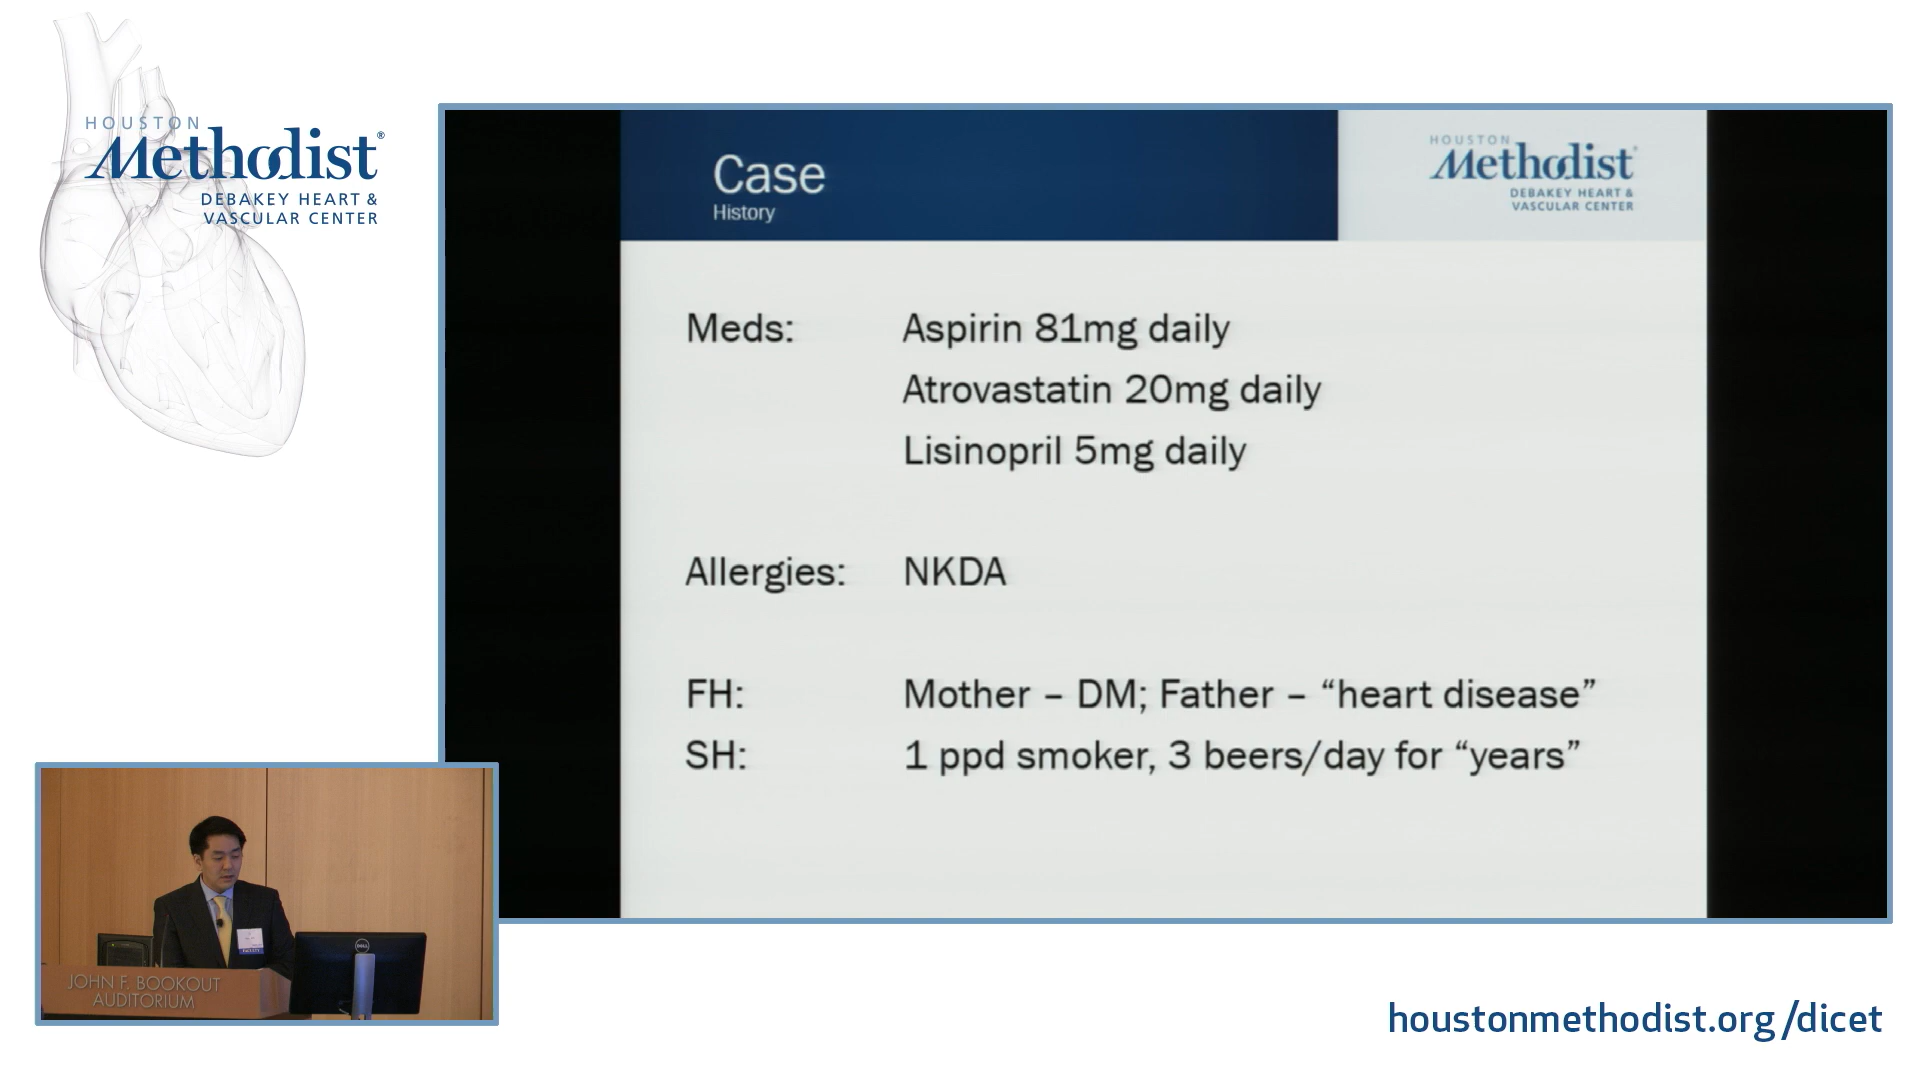 HOUSTON
Methodist®
DEBAKEY HEART &
VASCULAR CENTER
Case
History
HOUSTON
Methodist
DEBAKEY HEART &
VASCULAR CENTER
Meds: Aspirin 81mg daily
Atrovastatin 20mg daily
Lisinopril 5mg daily
Allergies: NKDA
FH: Mother – DM; Father – “heart disease”
SH: 1 ppd smoker, 3 beers/day for “years”
DELL
JOHN F. BOOKOUT
AUDITORIUM
houstonmethodist.org/dicet